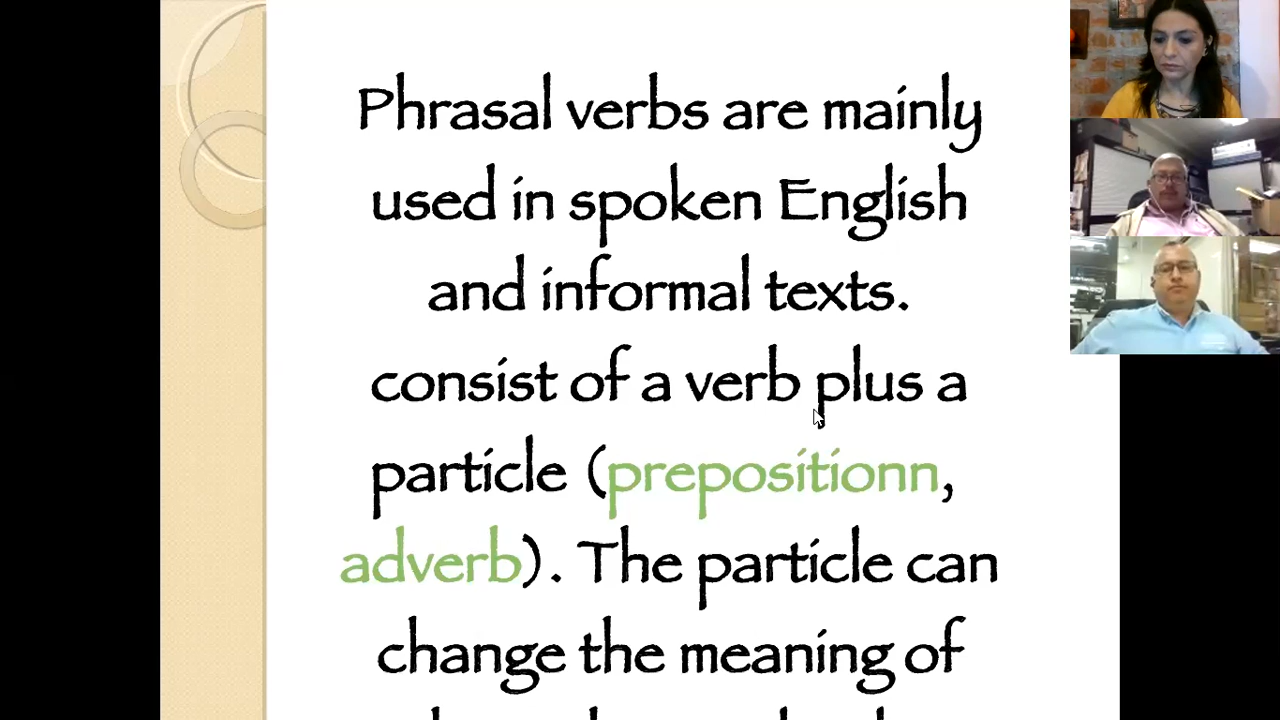 Phrasal verbs are mainly
used in spoken English
and informal texts.
consist of a verb plus a
particle (prepositionn,
adverb). The particle can
change the meaning of